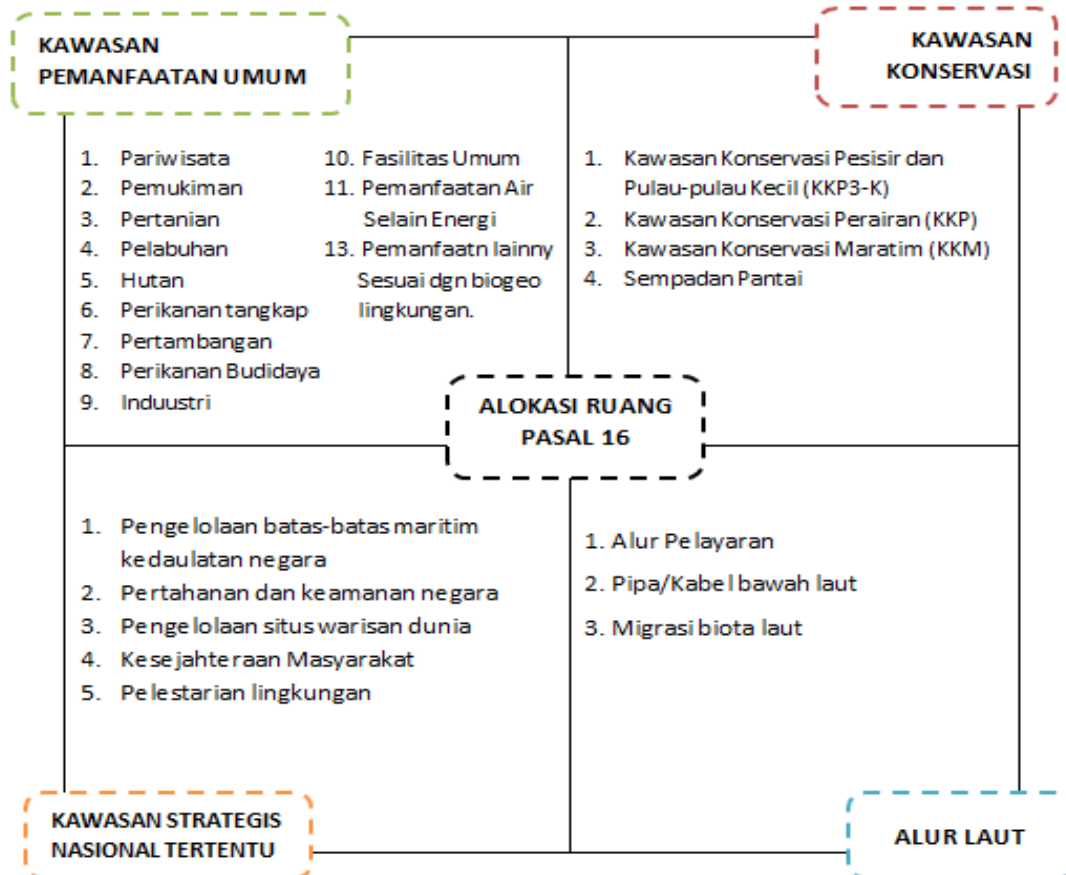 KAWASAN
PEMANFAATAN UMUM
KAWASAN
KONSERVASI
1. Pariwisata
2. Pemukiman
3. Pertanian
4. Pelabuhan
5. Hutan
6. Perikanan tangkap
7. Pertambangan
8. Perikanan Budidaya
9. Induustri
10. Fasilitas Umum
11. Pemanfaatan Air
Selain Energi
13. Pemanfaatn lainny
Sesuai dgn biogeo
lingkungan.
1. Kawasan Konservasi Pesisir dan
Pulau-pulau Kecil (KKP3-K)
2. Kawasan Konservasi Perairan (KKP)
3. Kawasan Konservasi Maratim (KKM)
4. Sempadan Pantai
ALOKASI RUANG
PASAL 16
1. Pengelolaan batas-batas maritim
kedaulatan negara
2. Pertahanan dan keamanan negara
3. Pengelolaan situs warisan dunia
4. Kesejahteraan Masyarakat
5. Pelestarian lingkungan
1. Alur Pelayaran
2. Pipa/Kabel bawah laut
3. Migrasi biota laut
KAWASAN STRATEGIS
NASIONAL TERTENTU
ALUR LAUT